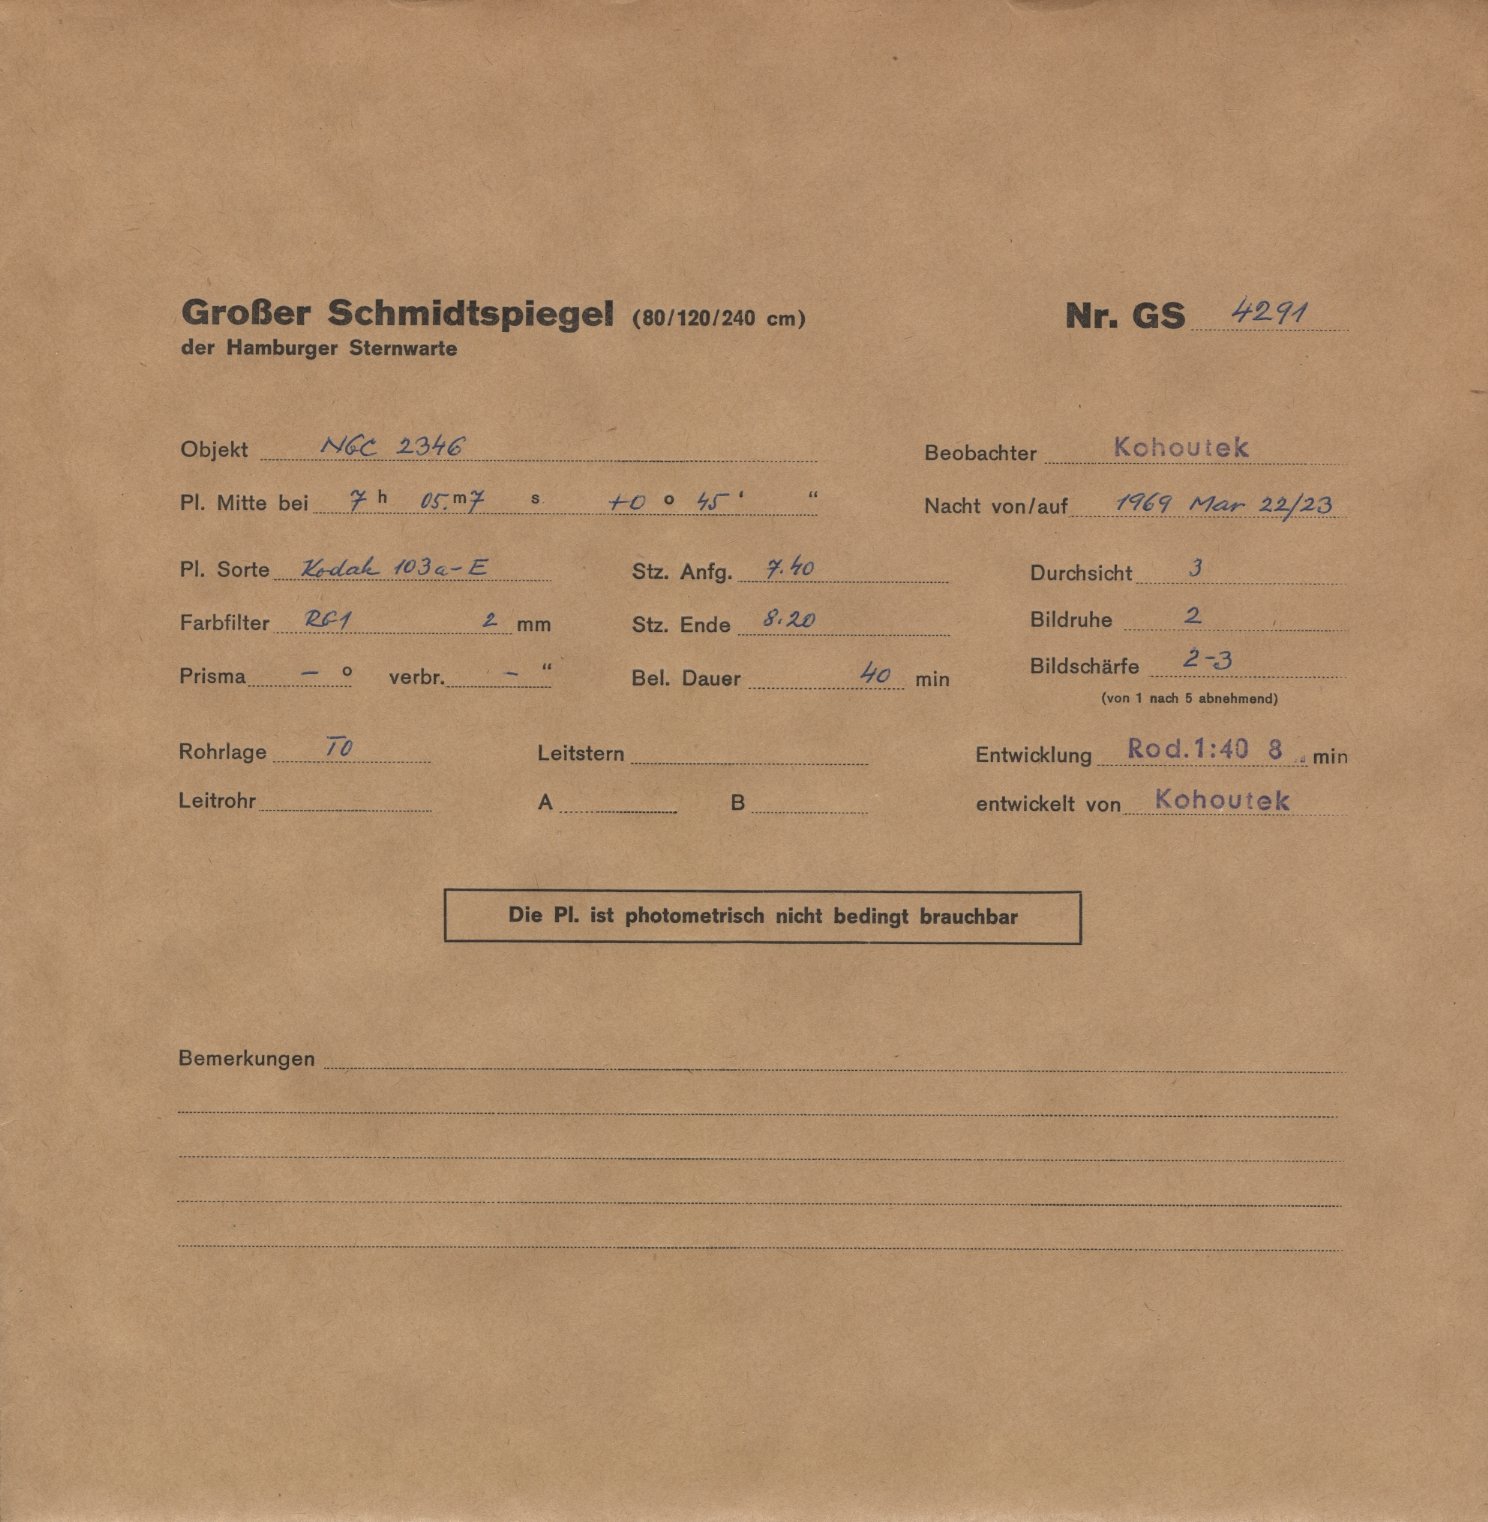 Großer Schmidtspiegel (80/120/240 cm) Nr. GS 4291
der Hamburger Sternwarte
Objekt NGC 2346 Beobachter Kohoutek
Pl. Mitte bei 7 h 05. m 7 s +0 o 45 ' “ Nacht von/auf 1969 Mar 22/23
Pl. Sorte Kodak 103a-E Stz. Anfg. 7.40 Durchsicht 3
Farbfilter RG1 2 mm Stz. Ende 8.20 Bildruhe 2
Prisma – o verbr. – “ Bel. Dauer 40 min Bildschärfe 2-3
(von 1 nach 5 abnehmend)
Rohrlage TO Leitstern Entwicklung Rod.1:40 8 min
Leitrohr A B entwickelt von Kohoutek
Die Pl. ist photometrisch nicht bedingt brauchbar
Bemerkungen